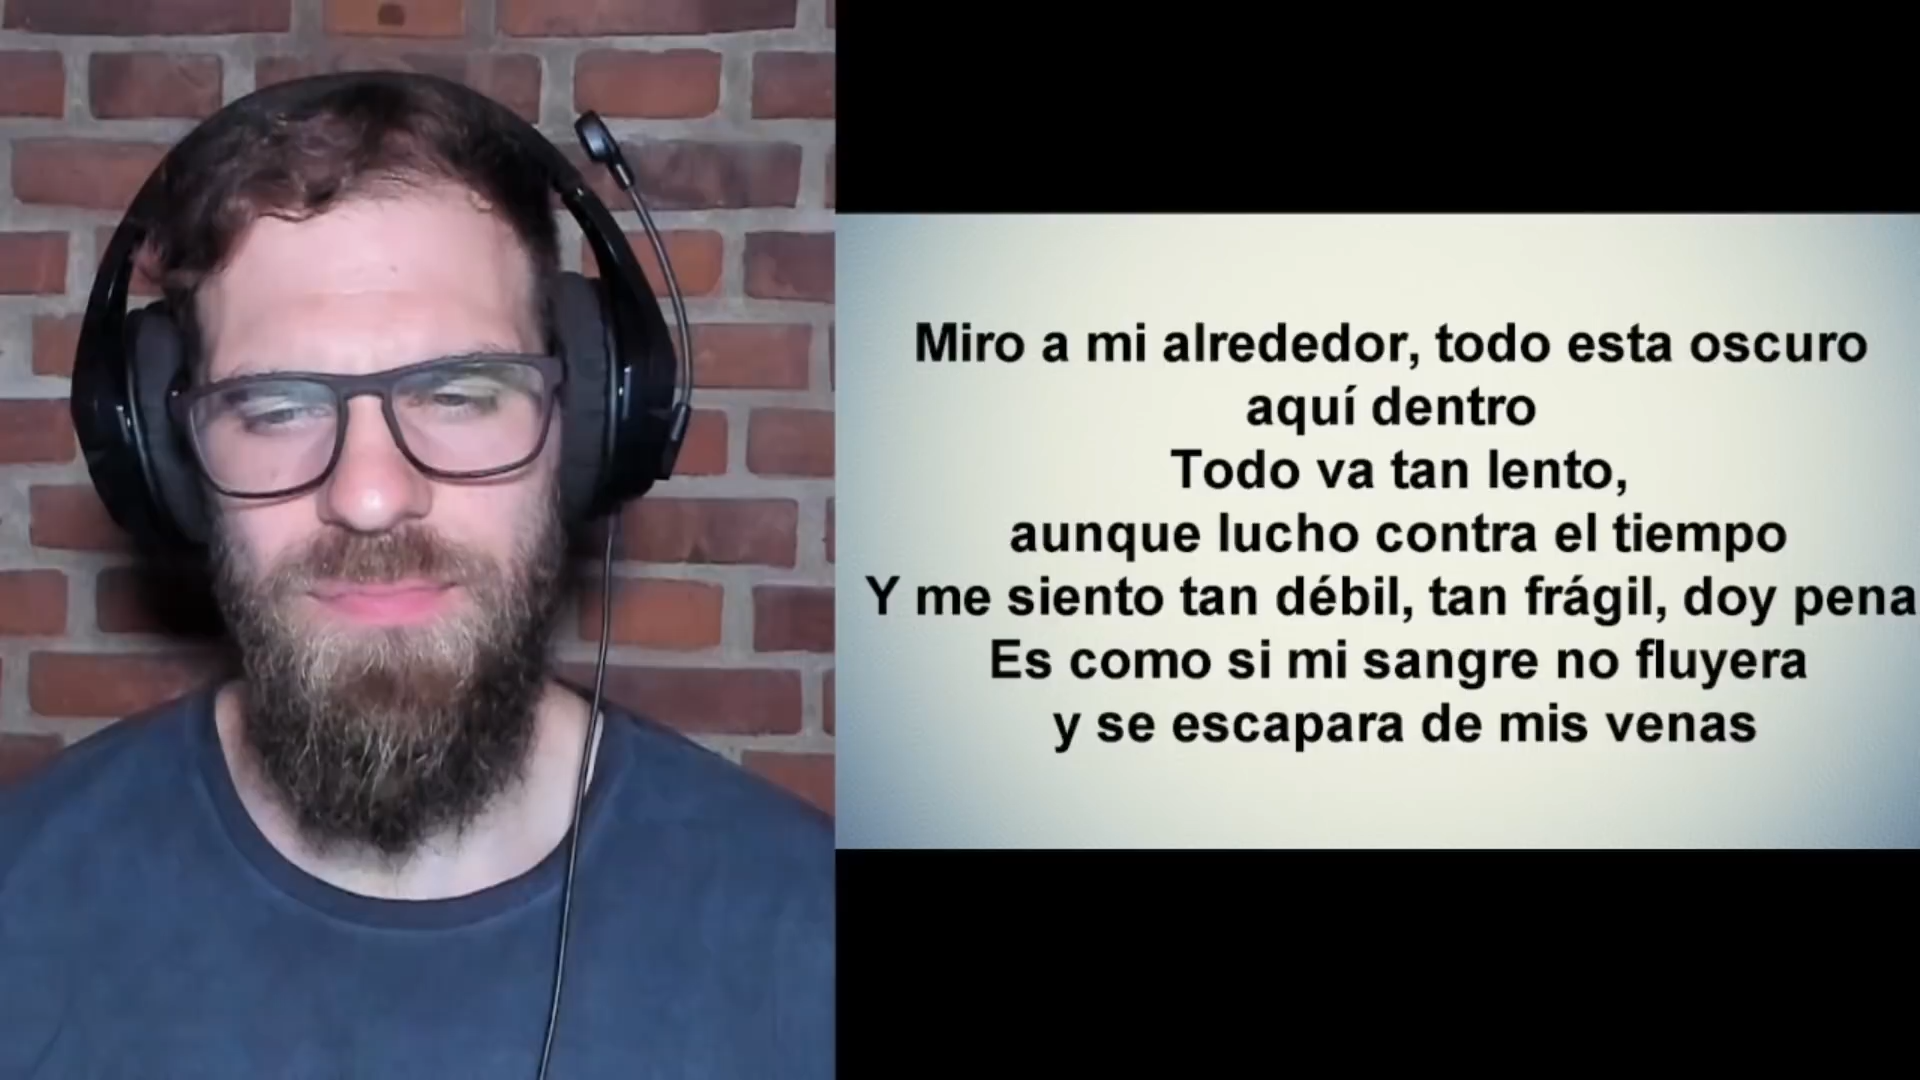 Miro a mi alrededor, todo esta oscuro
aquí dentro
Todo va tan lento,
aunque lucho contra el tiempo
Y me siento tan débil, tan frágil, doy pena
Es como si mi sangre no fluyera
y se escapara de mis venas